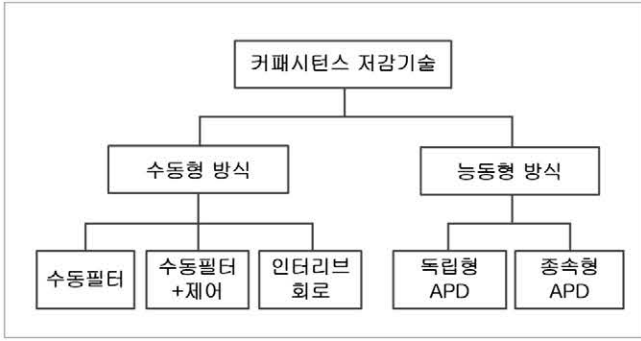 커패시턴스 저감기술
수동형 방식
능동형 방식
수동필터
수동필터
+제어
인터리브
회로
독립형
APD
종속형
APD